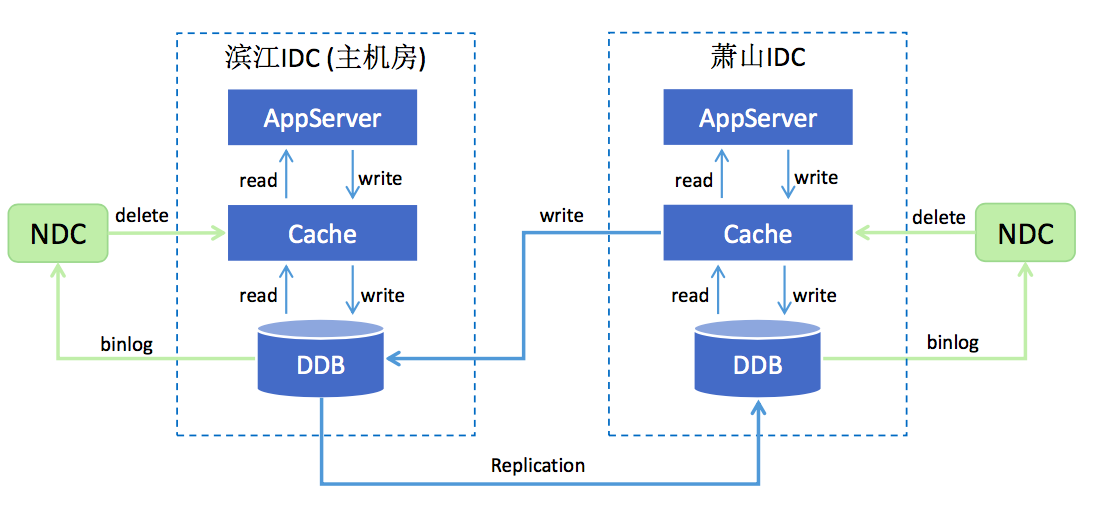 滨江IDC (主机房)
萧山IDC
AppServer
AppServer
read
write
read
write
NDC
delete
Cache
write
Cache
delete
NDC
read
write
read
write
binlog
DDB
DDB
binlog
Replication